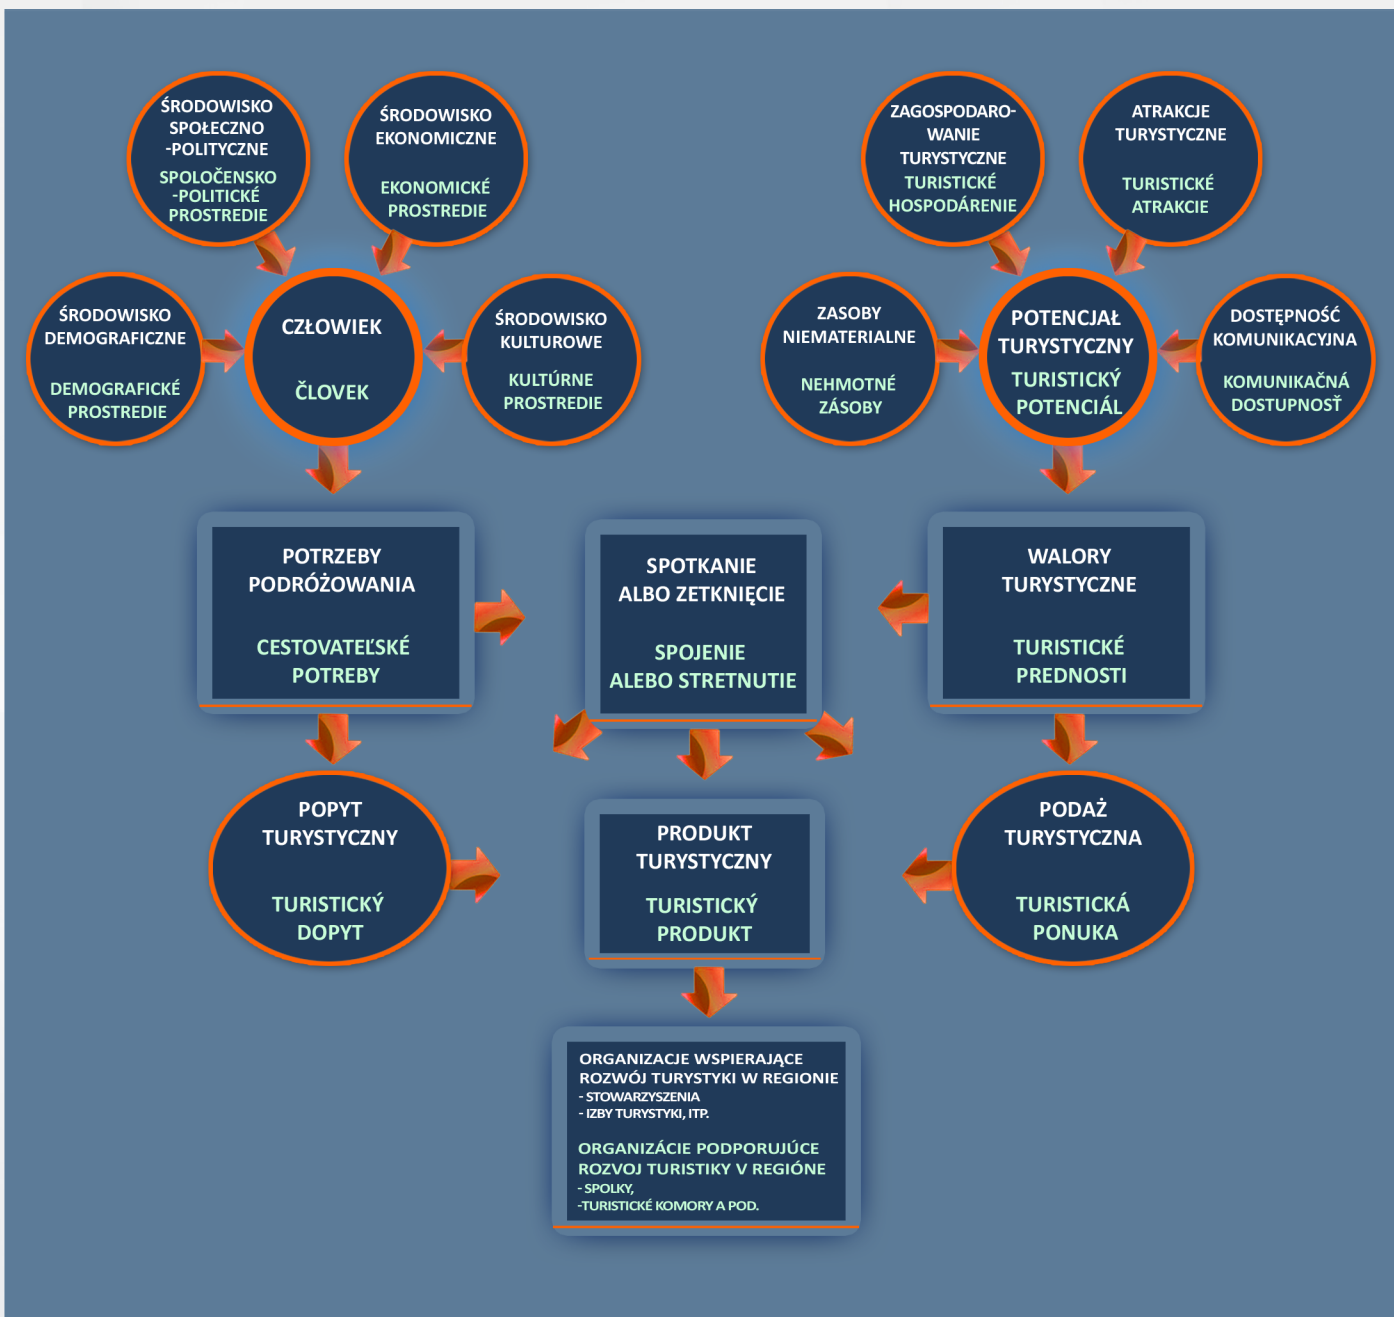 ŚRODOWISKO
SPOŁECZNO
-POLITYCZNE
SPOLOČENSKO
-POLITICKÉ
PROSTREDIE
ŚRODOWISKO
EKONOMICZNE
EKONOMICKÉ
PROSTREDIE
ZAGOSPODARO-
WANIE
TURYSTYCZNE
TURISTICKÉ
HOSPODÁRENIE
ATRAKCJE
TURYSTYCZNE
TURISTICKÉ
ATRAKCIE
ŚRODOWISKO
DEMOGRAFICZNE
DEMOGRAFICKÉ
PROSTREDIE
CZŁOWIEK
ČLOVEK
ŚRODOWISKO
KULTUROWE
KULTÚRNE
PROSTREDIE
ZASOBY
NIEMATERIALNE
NEHMOTNÉ
ZÁSOBY
POTENCJAŁ
TURYSTYCZNY
TURISTICKÝ
POTENCIÁL
DOSTĘPNOŚĆ
KOMUNIKACYJNA
KOMUNIKAČNÁ
DOSTUPNOSŤ
POTRZEBY
PODRÓŻOWANIA
CESTOVATEĽSKÉ
POTREBY
SPOTKANIE
ALBO ZETKNIĘCIE
SPOJENIE
ALEBO STRETNUTIE
WALORY
TURYSTYCZNE
TURISTICKÉ
PREDNOSTI
POPYT
TURYSTYCZNY
TURISTICKÝ
DOPYT
PRODUKT
TURYSTYCZNY
TURISTICKÝ
PRODUKT
PODAŻ
TURYSTYCZNA
TURISTICKÁ
PONUKA
ORGANIZACJE WSPIERAJĄCE
ROZWÓJ TURYSTYKI W REGIONIE
- STOWARZYSZENIA
- IZBY TURYSTYKI, ITP.
ORGANIZÁCIE PODPORUJÚCE
ROZVOJ TURISTIKY V REGIÓNE
- SPOLKY,
-TURISTICKÉ KOMORY A POD.